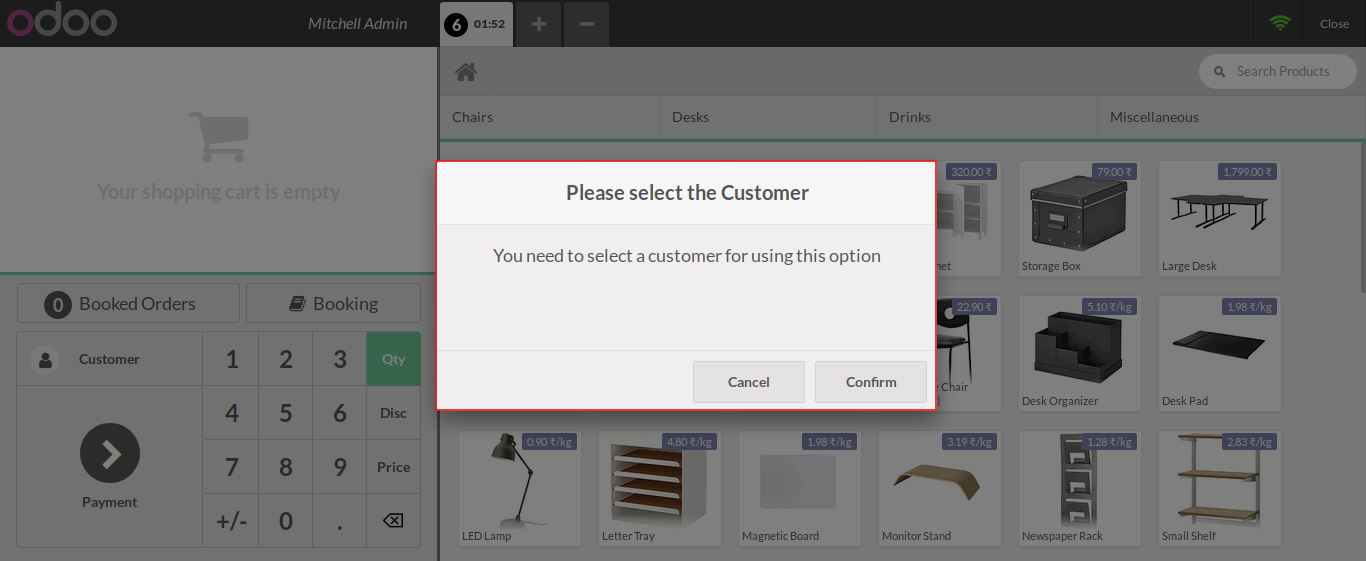 odoo
Mitchell Admin
6 01:52
Close
Search Products
Chairs
Desks
Drinks
Miscellaneous
Your shopping cart is empty
Please select the Customer
You need to select a customer for using this option
Cancel
Confirm
320.00 ₹
79.00 ₹
Storage Box
1,799.00 ₹
Large Desk
22.90 ₹
Chair
5.10 ₹/kg
Desk Organizer
1.98 ₹/kg
Desk Pad
0 Booked Orders
Booking
Customer
1 2 3 Qty
4 5 6 Disc
7 8 9 Price
+/- 0 .
Payment
0.90 ₹/kg
LED Lamp
4.80 ₹/kg
Letter Tray
1.98 ₹/kg
Magnetic Board
3.19 ₹/kg
Monitor Stand
1.28 ₹/kg
Newspaper Rack
2.83 ₹/kg
Small Shelf